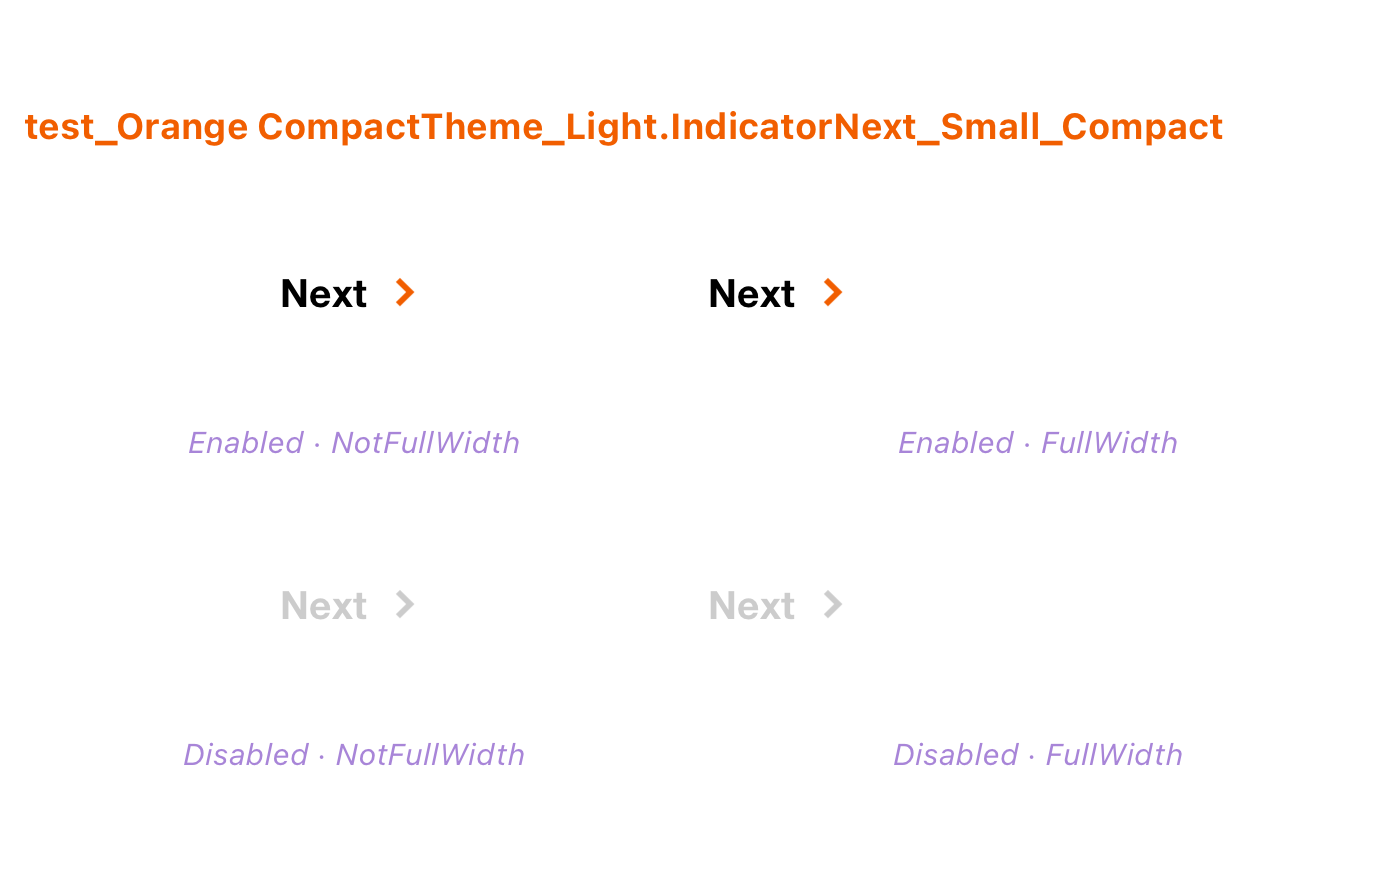 test_Orange CompactTheme_Light.IndicatorNext_Small_Compact
Next Next
Enabled · NotFullWidth Enabled · FullWidth
Next Next
Disabled · NotFullWidth Disabled · FullWidth